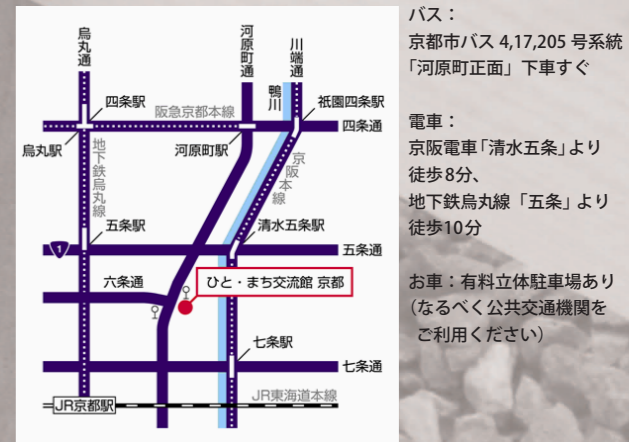 烏丸通
河原町通
川端通
鴨川
四条駅
阪急京都本線
祇園四条駅
四条通
烏丸駅
地下鉄烏丸線
河原町駅
京阪本線
五条駅
清水五条駅
1
五条通
六条通
ひと・まち交流館 京都
七条駅
七条通
JR東海道本線
JR京都駅
バス：
京都市バス 4,17,205 号系統
「河原町正面」下車すぐ
電車：
京阪電車「清水五条」より
徒歩8分、
地下鉄烏丸線「五条」より
徒歩10分
お車：有料立体駐車場あり
（なるべく公共交通機関を
ご利用ください）